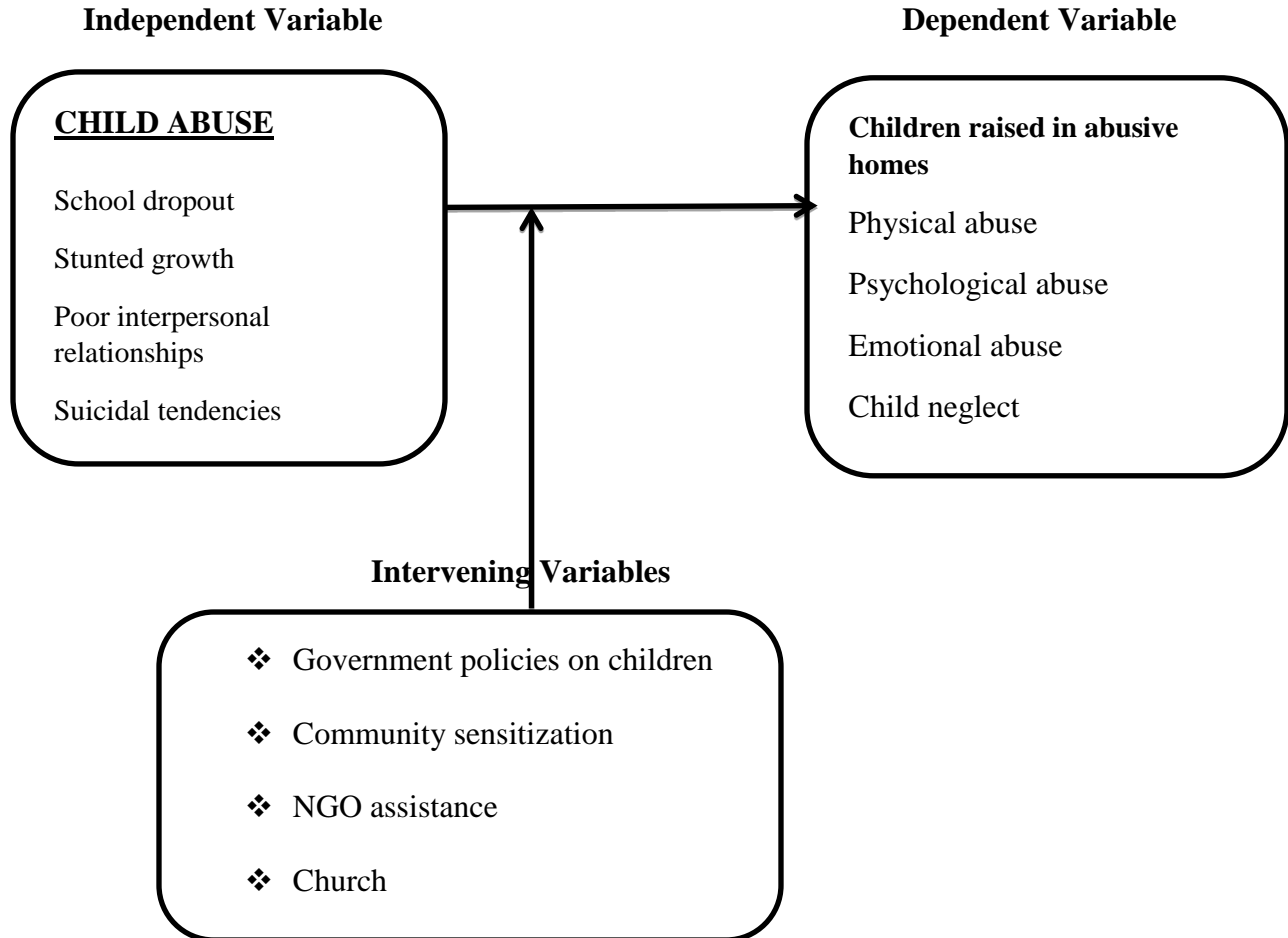 Independent Variable
Dependent Variable
CHILD ABUSE
School dropout
Stunted growth
Poor interpersonal
relationships
Suicidal tendencies
Children raised in abusive
homes
Physical abuse
Psychological abuse
Emotional abuse
Child neglect
Intervening Variables
❖ Government policies on children
❖ Community sensitization
❖ NGO assistance
❖ Church